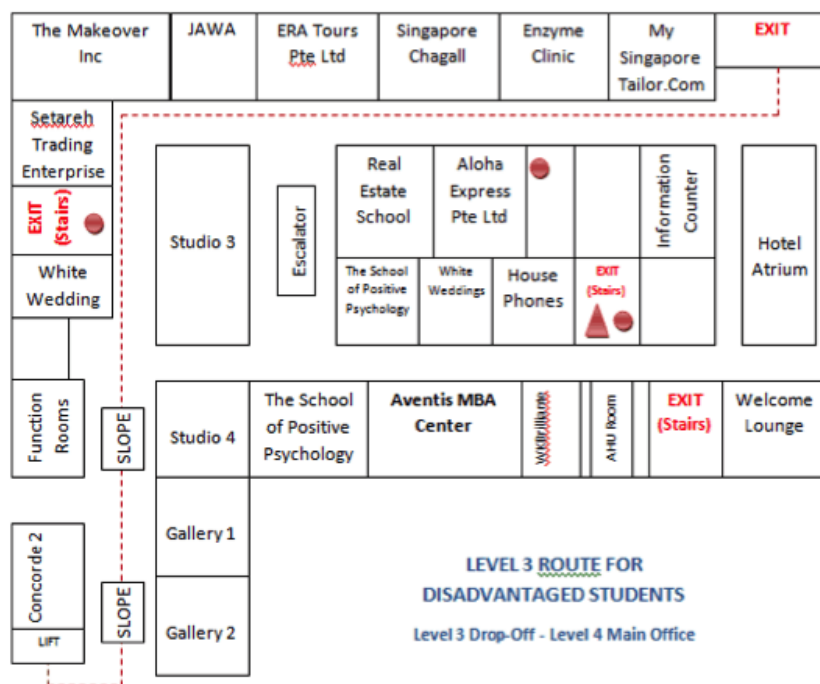 The Makeover
Inc
JAWA
ERA Tours
Pte Ltd
Singapore
Chagall
Enzyme
Clinic
My
Singapore
Tailor.Com
EXIT
Setareh
Trading
Enterprise
EXIT
(Stairs)
White
Wedding
Function
Rooms
Concorde 2
LIFT
SLOPE
SLOPE
Studio 3
Escalator
Real
Estate
School
Aloha
Express
Pte Ltd
Information
Counter
The School
of Positive
Psychology
White
Weddings
House
Phones
EXIT
(Stairs)
Hotel
Atrium
Studio 4
The School
of Positive
Psychology
Aventis MBA
Center
AHU Room
EXIT
(Stairs)
Welcome
Lounge
Gallery 1
Gallery 2
LEVEL 3 ROUTE FOR
DISADVANTAGED STUDENTS
Level 3 Drop-Off - Level 4 Main Office